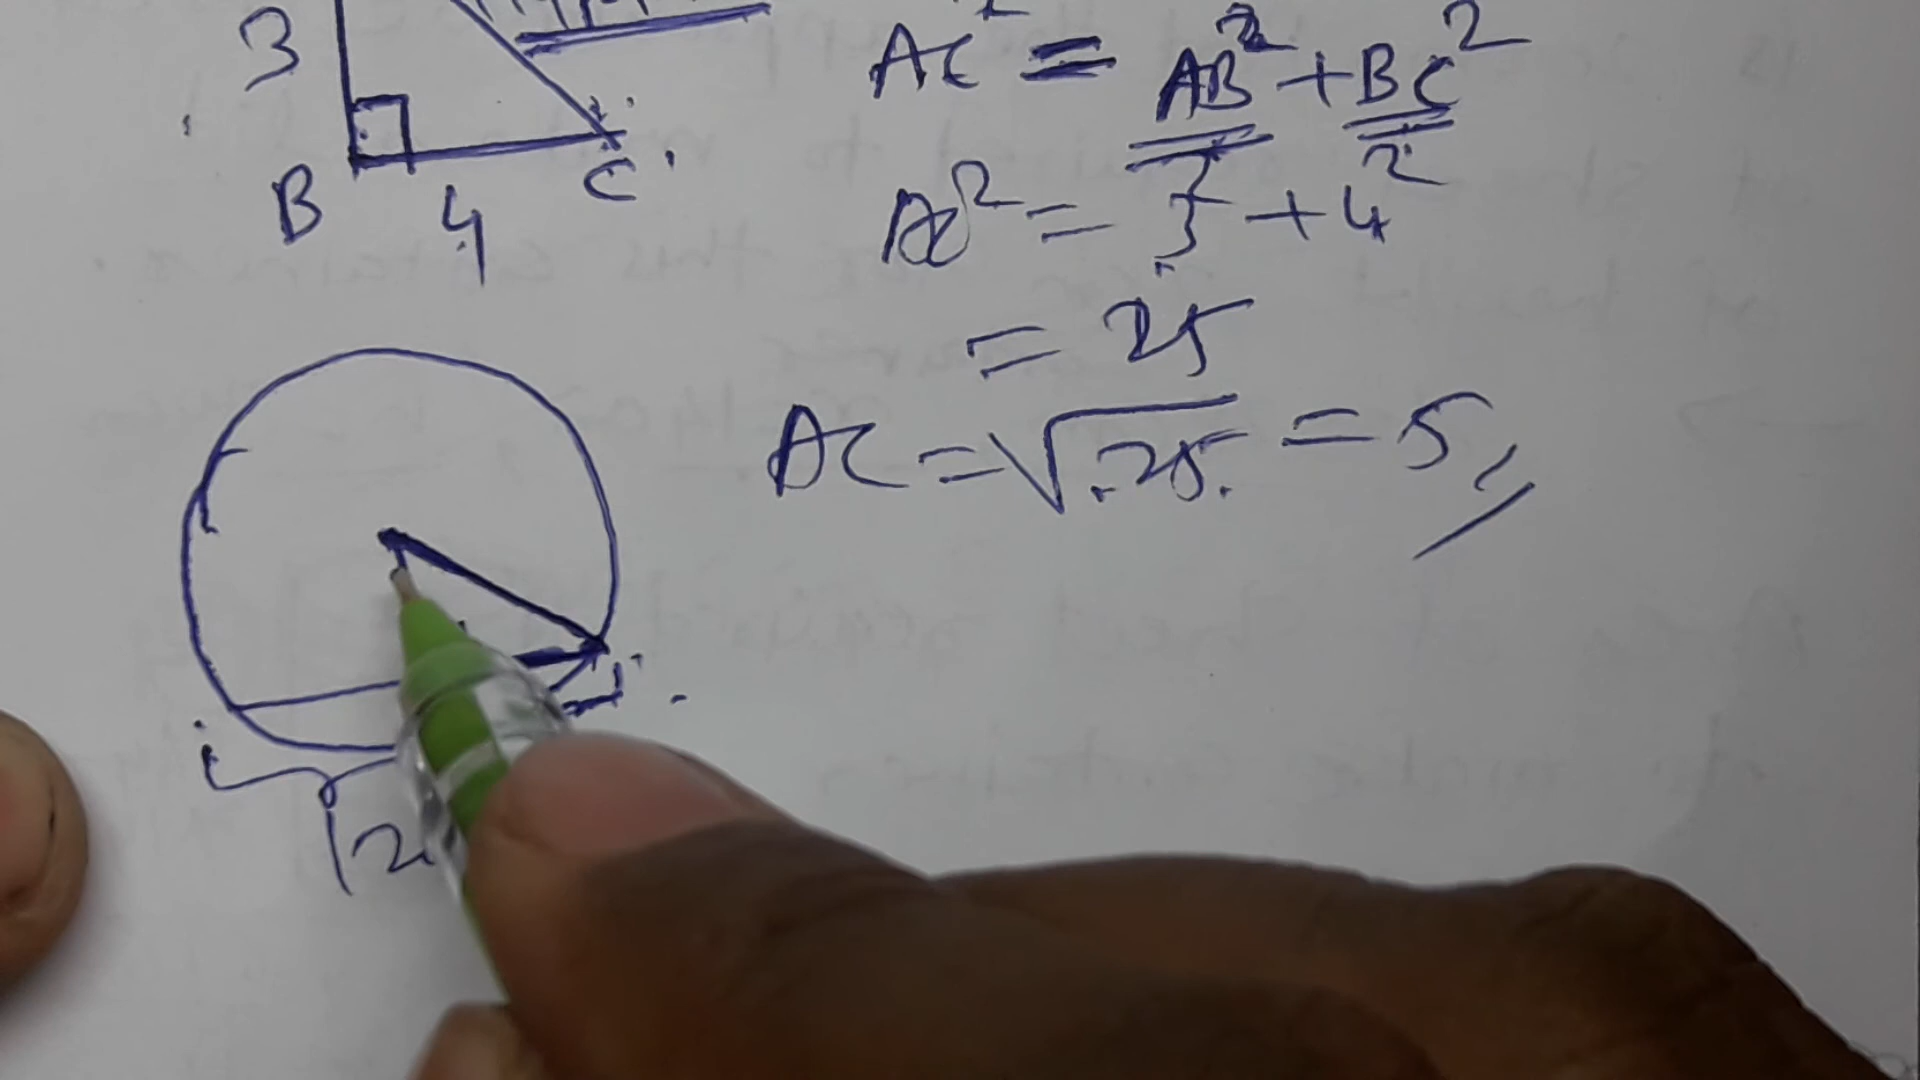 3
B 4 C
AC² = AB² + BC²
AC² = 3² + 4²
= 25
AC = √25 = 5
12